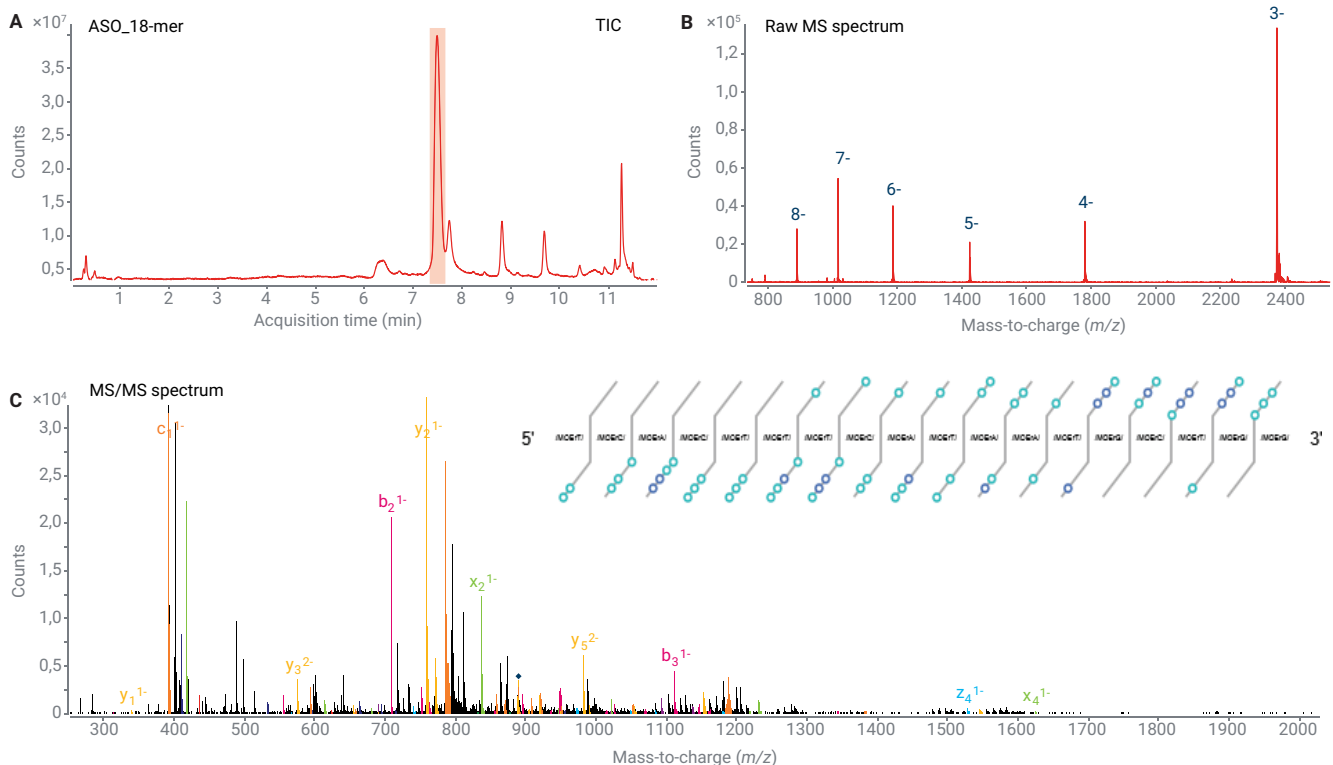 A
×10⁷
ASO_18-mer
TIC
3,5
3,0
2,5
2,0
1,5
1,0
0,5
Counts
1 2 3 4 5 6 7 8 9 10 11
Acquisition time (min)
B
×10⁵
Raw MS spectrum
3-
7-
6-
8-
5-
4-
1,2
1,0
0,8
0,6
0,4
0,2
0
Counts
800 1000 1200 1400 1600 1800 2000 2200 2400
Mass-to-charge (m/z)
C
×10⁴
MS/MS spectrum
c₁¹⁻
y₂¹⁻
b₂¹⁻
x₂¹⁻
y₅²⁻
b₃¹⁻
y₃²⁻
y₁¹⁻
z₄¹⁻
x₄¹⁻
5'
3'
3,0
2,5
2,0
1,5
1,0
0,5
0
Counts
300 400 500 600 700 800 900 1000 1100 1200 1300 1400 1500 1600 1700 1800 1900 2000
Mass-to-charge (m/z)